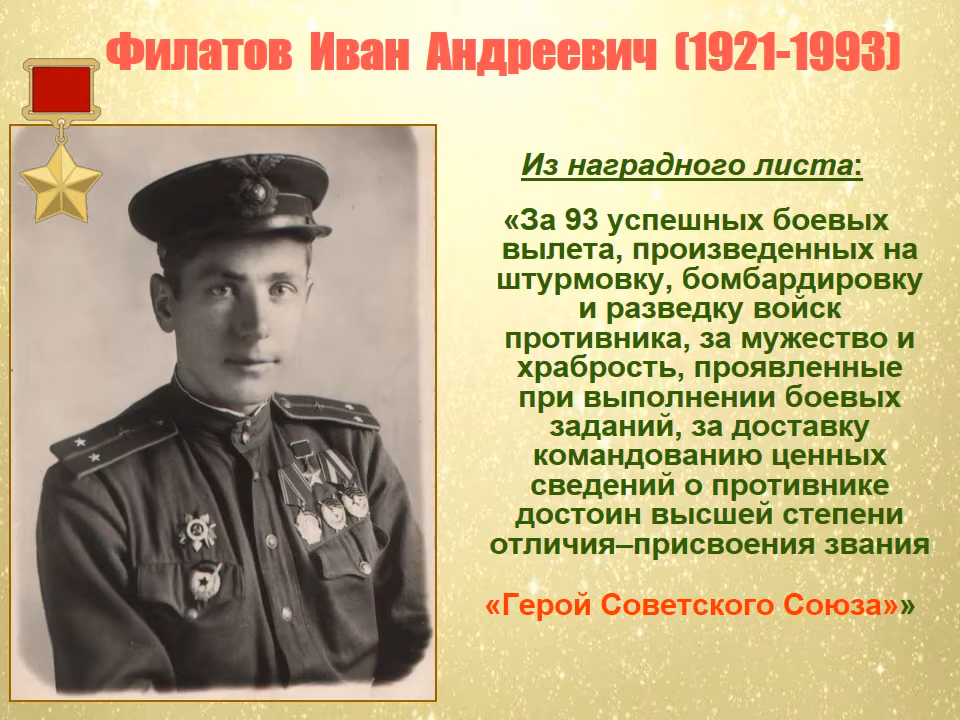 Филатов Иван Андреевич (1921-1993)
Из наградного листа:
«За 93 успешных боевых
вылета, произведенных на
штурмовку, бомбардировку
и разведку войск
противника, за мужество и
храбрость, проявленные
при выполнении боевых
заданий, за доставку
командованию ценных
сведений о противнике
достоин высшей степени
отличия–присвоения звания
«Герой Советского Союза»»